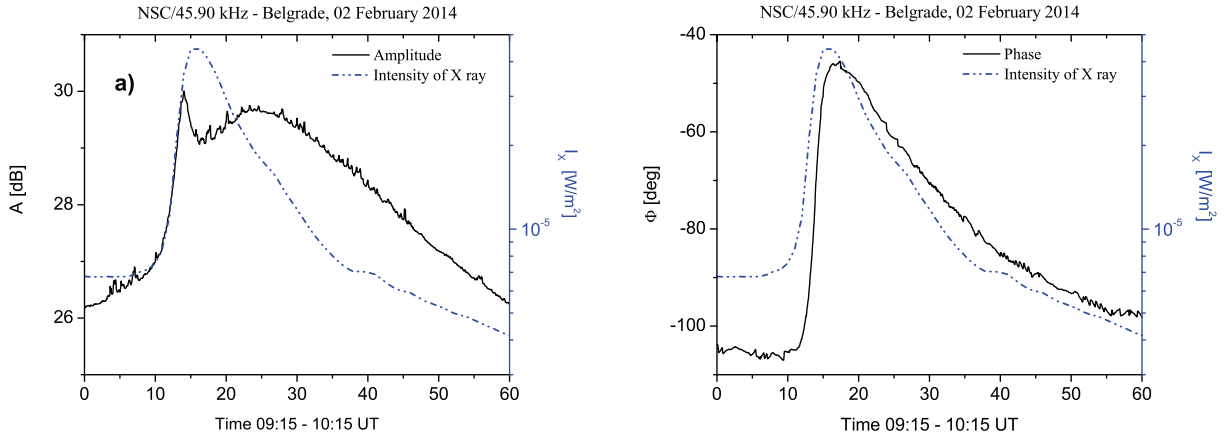 NSC/45.90 kHz - Belgrade, 02 February 2014
a)
Amplitude
Intensity of X ray
A [dB]
30
28
26
10⁻⁵
I_X [W/m²]
0 10 20 30 40 50 60
Time 09:15 - 10:15 UT
NSC/45.90 kHz - Belgrade, 02 February 2014
Phase
Intensity of X ray
Φ [deg]
-40
-60
-80
-100
10⁻⁵
I_X [W/m²]
0 10 20 30 40 50 60
Time 09:15 - 10:15 UT